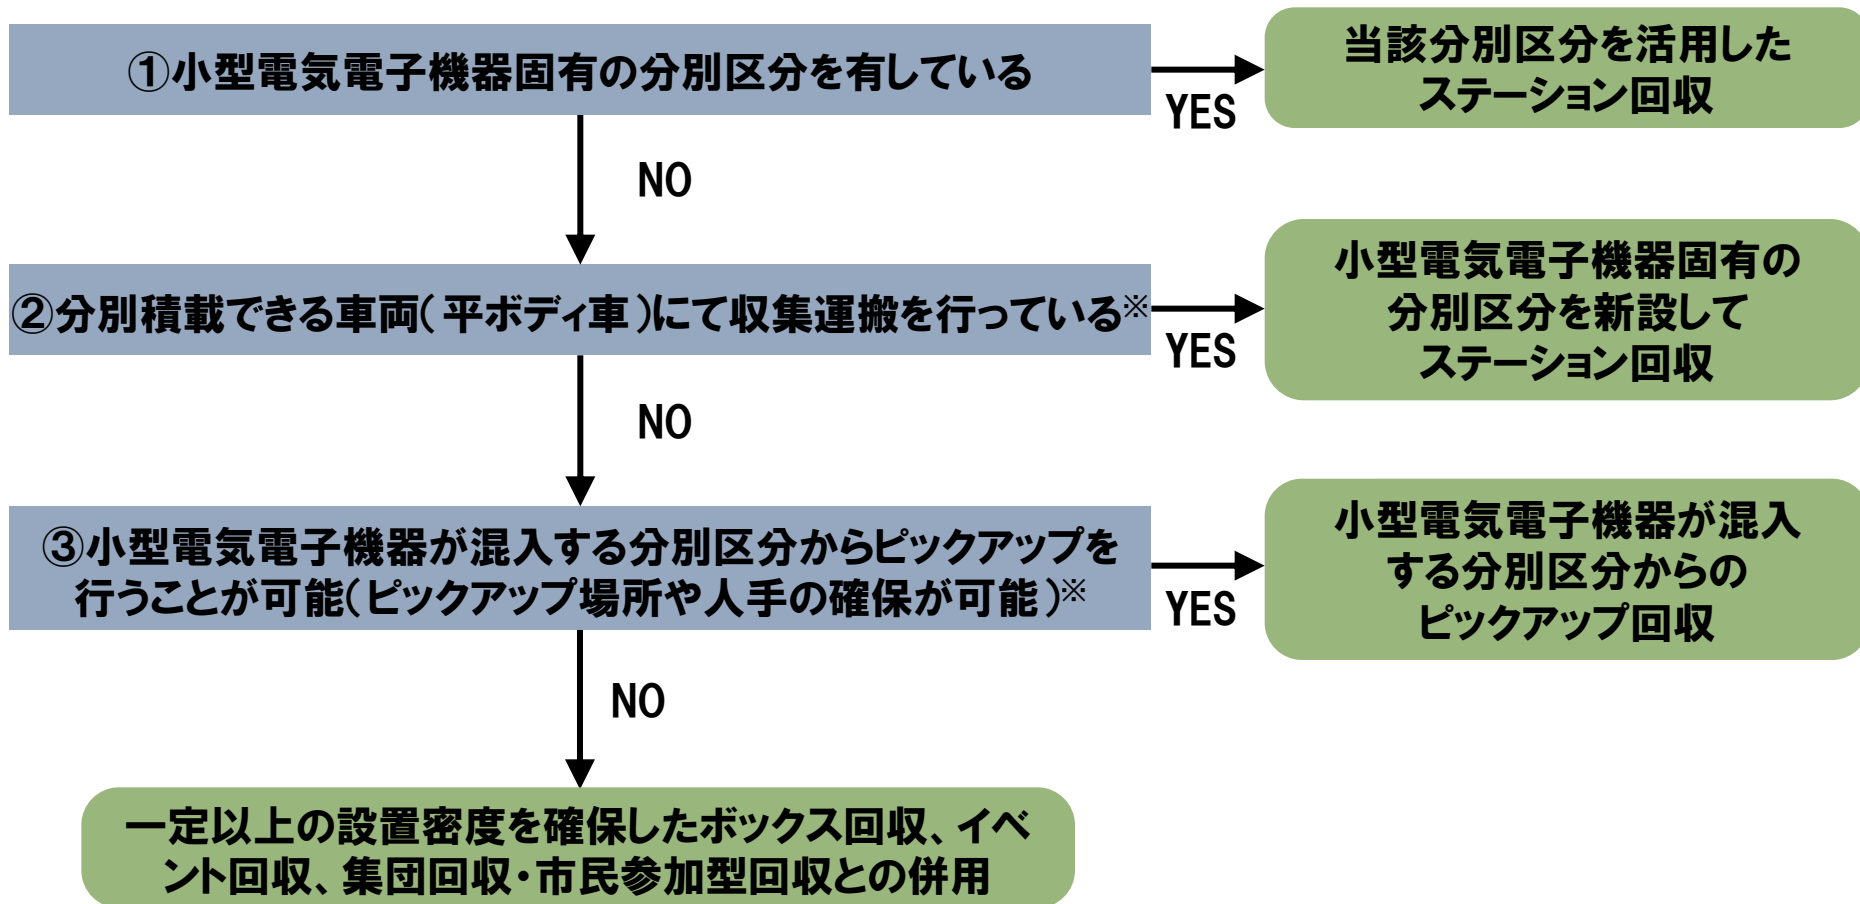 ①小型電気電子機器固有の分別区分を有している
YES
当該分別区分を活用した
ステーション回収
NO
②分別積載できる車両(平ボディ車)にて収集運搬を行っている※
YES
小型電気電子機器固有の
分別区分を新設して
ステーション回収
NO
③小型電気電子機器が混入する分別区分からピックアップを
行うことが可能(ピックアップ場所や人手の確保が可能)※
YES
小型電気電子機器が混入
する分別区分からの
ピックアップ回収
NO
一定以上の設置密度を確保したボックス回収、イベ
ント回収、集団回収・市民参加型回収との併用